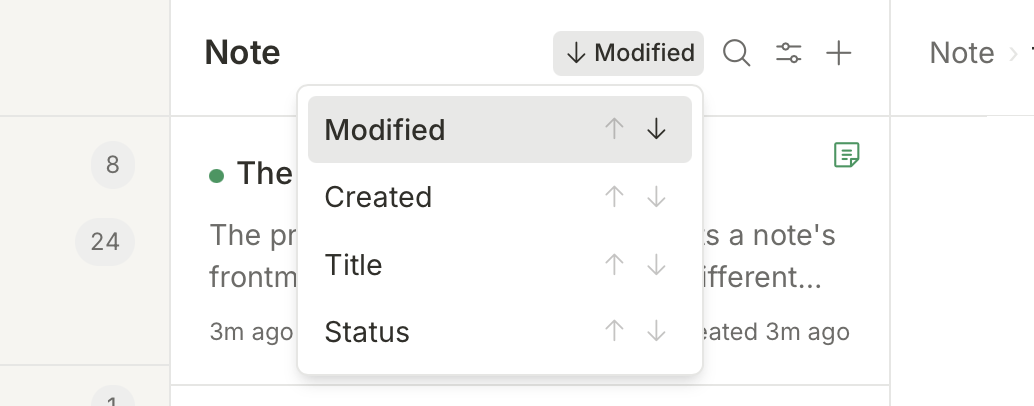 Note
↓ Modified
Note ›
Modified ↑ ↓
Created ↑ ↓
Title ↑ ↓
Status ↑ ↓
8
24
1
The
The pr
s a note's
frontm
ifferent...
3m ago
eated 3m ago